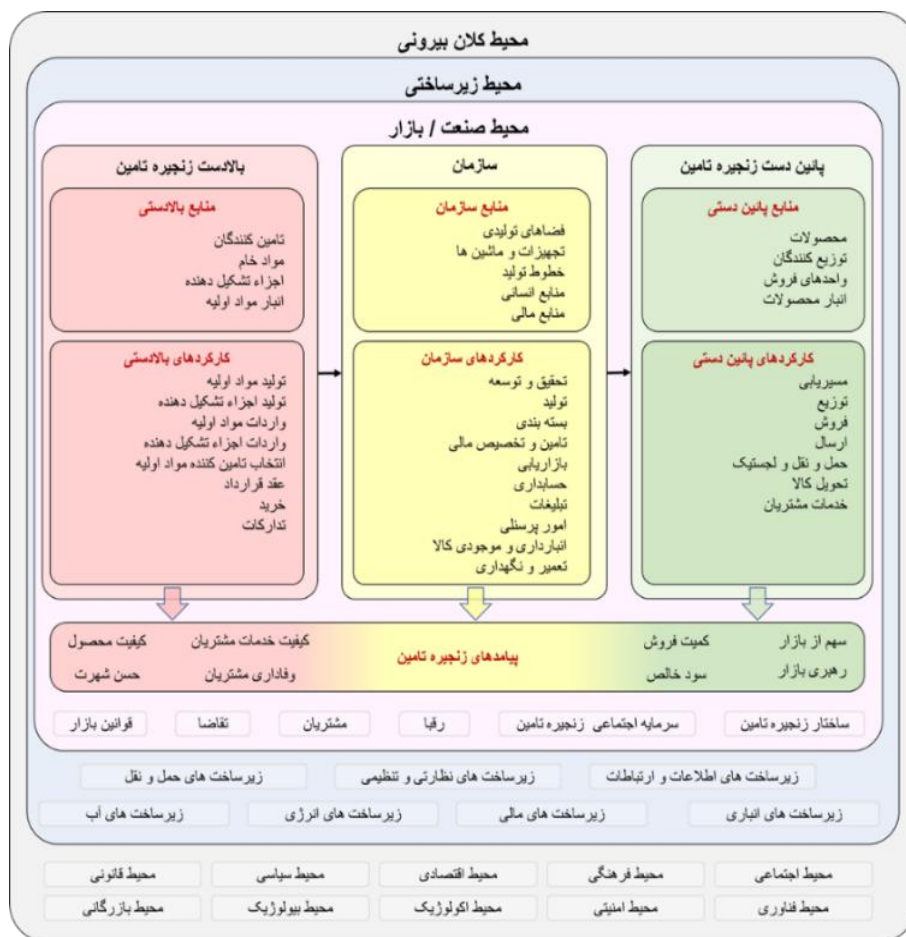 محیط کلان بیرونی
محیط زیرساختی
محیط صنعت / بازار
بالادست زنجیره تامین
منابع بالادستی
تامین کنندگان
مواد خام
اجزاء تشکیل دهنده
انبار مواد اولیه
کارکردهای بالادستی
تولید مواد اولیه
تولید اجزاء تشکیل دهنده
واردات مواد اولیه
واردات اجزاء تشکیل دهنده
انتخاب تامین کننده مواد اولیه
عقد قرارداد
خرید
تدارکات
سازمان
منابع سازمان
فضاهای تولیدی
تجهیزات و ماشین ها
خطوط تولید
منابع انسانی
منابع مالی
کارکردهای سازمان
تحقیق و توسعه
تولید
بسته بندی
تامین و تخصیص مالی
بازاریابی
حسابداری
تبلیغات
امور پرسنلی
انبارداری و موجودی کالا
تعمیر و نگهداری
پائین دست زنجیره تامین
منابع پائین دستی
محصولات
توزیع کنندگان
واحدهای فروش
انبار محصولات
کارکردهای پائین دستی
مسیریابی
توزیع
فروش
ارسال
حمل و نقل و لجستیک
تحویل کالا
خدمات مشتریان
سهم از بازار
کمیت فروش
پیامدهای زنجیره تامین
کیفیت خدمات مشتریان
کیفیت محصول
رهبری بازار
سود خالص
وفاداری مشتریان
حسن شهرت
ساختار زنجیره تامین
سرمایه اجتماعی زنجیره تامین
رقبا
مشتریان
تقاضا
قوانین بازار
زیرساخت های اطلاعات و ارتباطات
زیرساخت های نظارتی و تنظیمی
زیرساخت های حمل و نقل
زیرساخت های انباری
زیرساخت های مالی
زیرساخت های انرژی
زیرساخت های آب
محیط اجتماعی
محیط فرهنگی
محیط اقتصادی
محیط سیاسی
محیط قانونی
محیط فناوری
محیط امنیتی
محیط اکولوژیک
محیط بیولوژیک
محیط بازرگانی